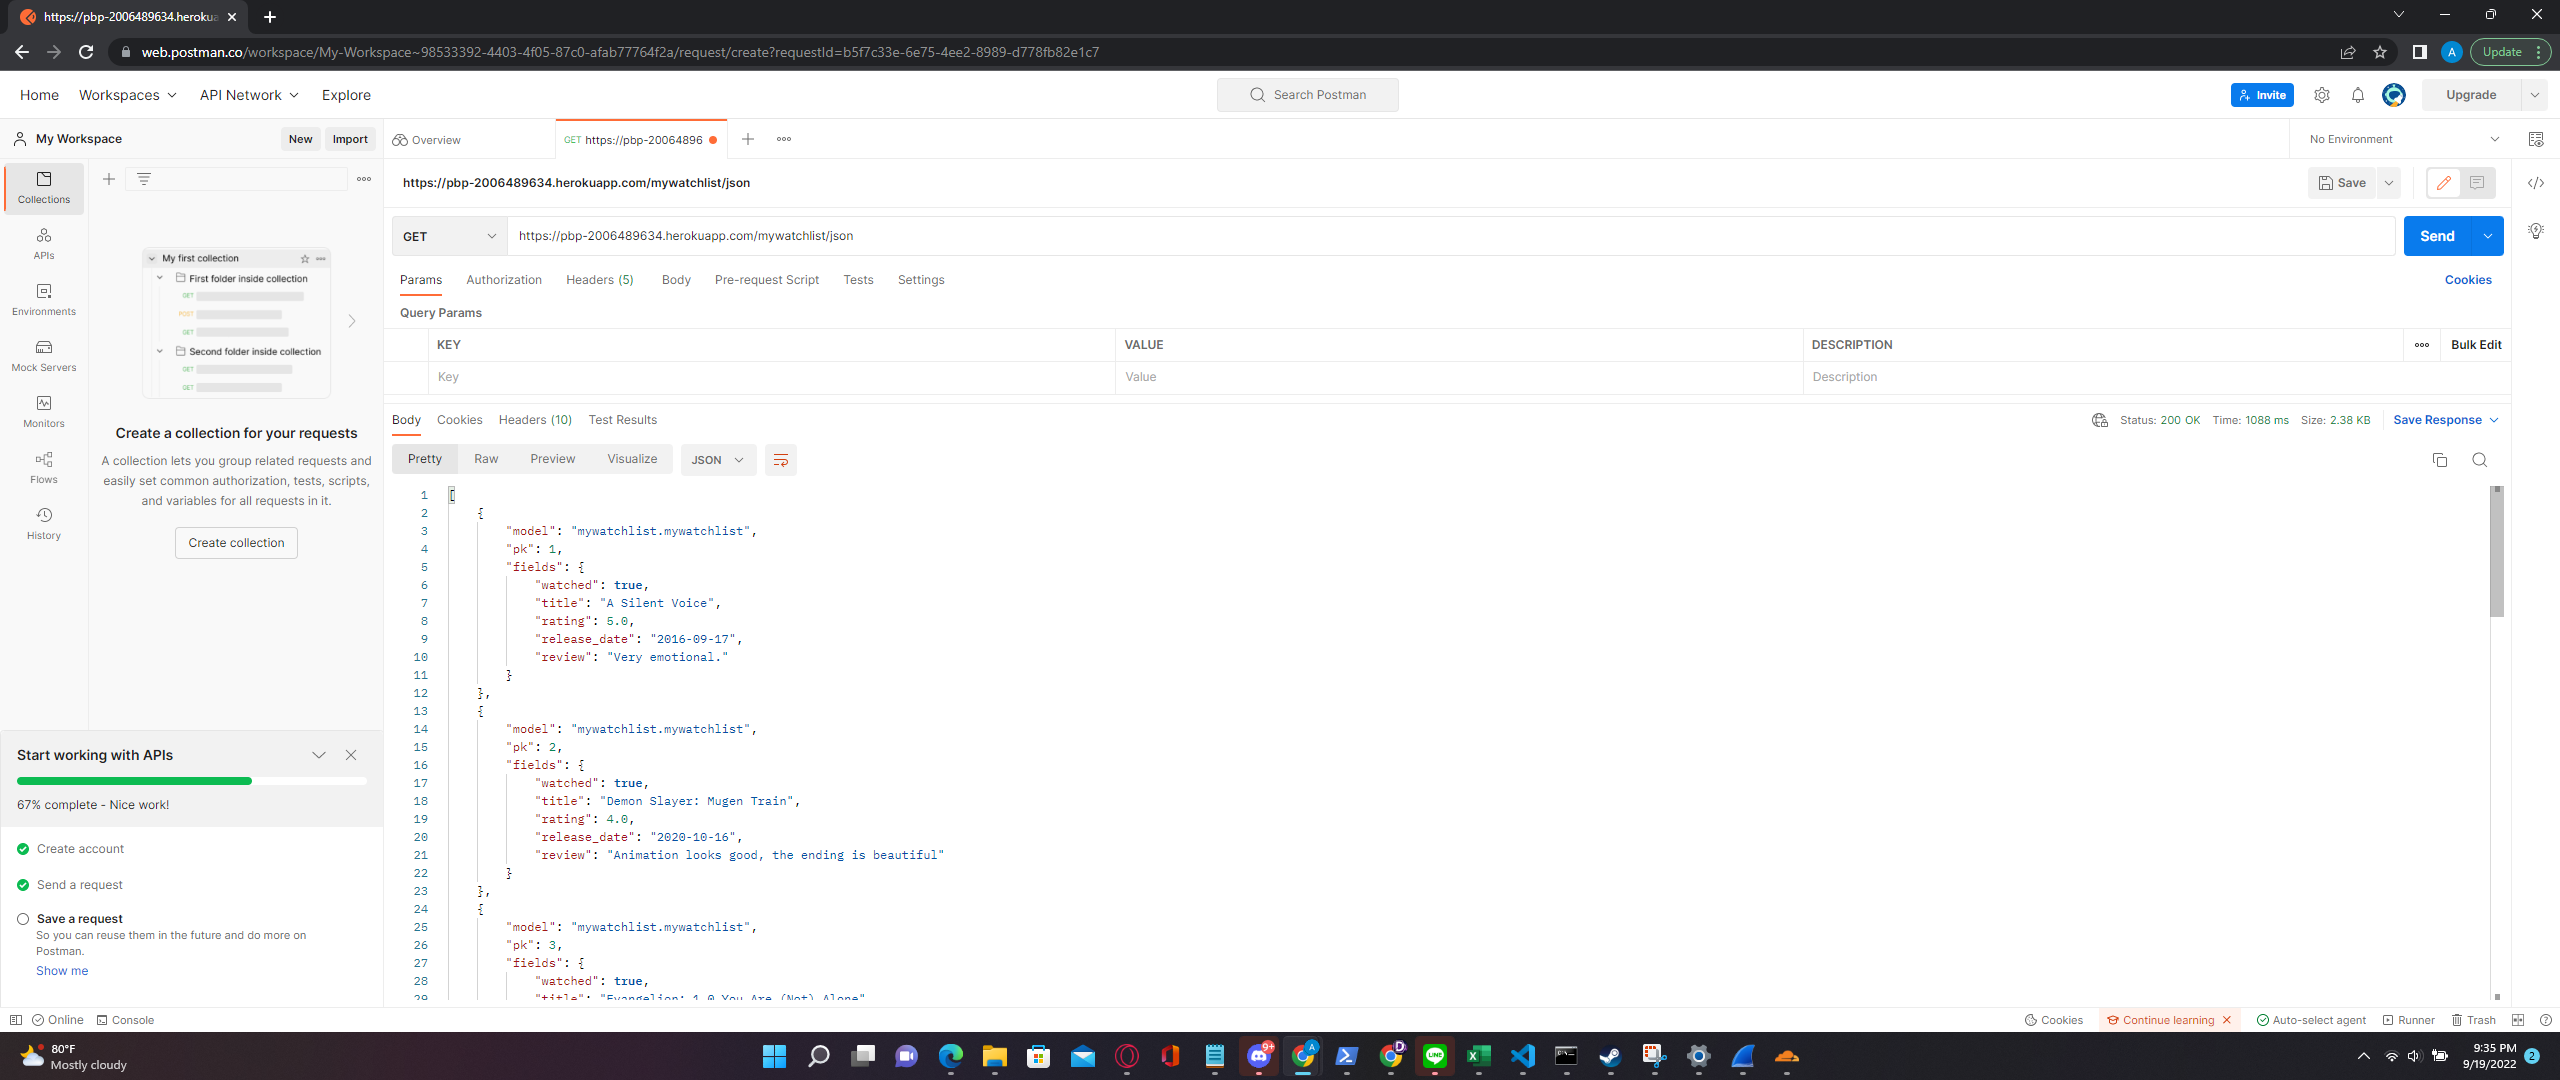 https://pbp-2006489634.heroku
web.postman.co/workspace/My-Workspace~98533392-4403-4f05-87c0-afab77764f2a/request/create?requestId=b5f7c33e-6e75-4ee2-8989-d778fb82e1c7
A
Update
Home
Workspaces
API Network
Explore
Search Postman
Invite
Upgrade
My Workspace
New
Import
Overview
GET https://pbp-20064896
No Environment
Collections
APIs
Environments
Mock Servers
Monitors
Flows
History
My first collection
First folder inside collection
GET
POST
GET
Second folder inside collection
GET
GET
Create a collection for your requests
A collection lets you group related requests and
easily set common authorization, tests, scripts,
and variables for all requests in it.
Create collection
Start working with APIs
67% complete - Nice work!
Create account
Send a request
Save a request
So you can reuse them in the future and do more on
Postman.
Show me
https://pbp-2006489634.herokuapp.com/mywatchlist/json
Save
GET
https://pbp-2006489634.herokuapp.com/mywatchlist/json
Send
Params
Authorization
Headers (5)
Body
Pre-request Script
Tests
Settings
Cookies
Query Params
KEY
VALUE
DESCRIPTION
Bulk Edit
Key
Value
Description
Body
Cookies
Headers (10)
Test Results
Status: 200 OK
Time: 1088 ms
Size: 2.38 KB
Save Response
Pretty
Raw
Preview
Visualize
JSON
1 [
2 {
3 "model": "mywatchlist.mywatchlist",
4 "pk": 1,
5 "fields": {
6 "watched": true,
7 "title": "A Silent Voice",
8 "rating": 5.0,
9 "release_date": "2016-09-17",
10 "review": "Very emotional."
11 }
12 },
13 {
14 "model": "mywatchlist.mywatchlist",
15 "pk": 2,
16 "fields": {
17 "watched": true,
18 "title": "Demon Slayer: Mugen Train",
19 "rating": 4.0,
20 "release_date": "2020-10-16",
21 "review": "Animation looks good, the ending is beautiful"
22 }
23 },
24 {
25 "model": "mywatchlist.mywatchlist",
26 "pk": 3,
27 "fields": {
28 "watched": true,
29 "title": "Evangelion: 1.0 You Are (Not) Alone"
Online
Console
Cookies
Continue learning
Auto-select agent
Runner
Trash
80°F
Mostly cloudy
9+
A
D
LINE
9:35 PM
9/19/2022
2